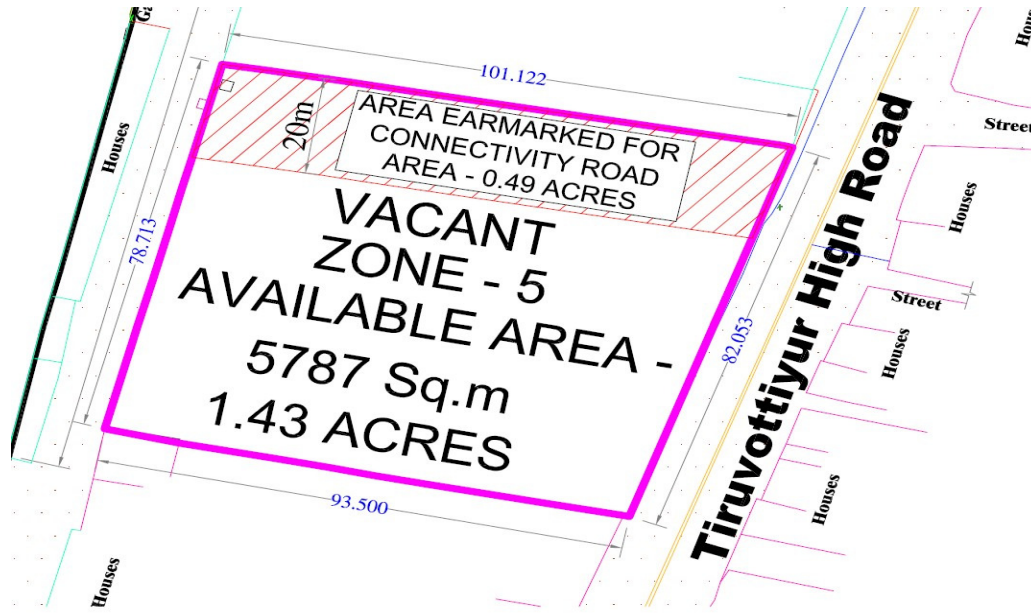 Ga
Houses
101.122
20m
AREA EARMARKED FOR
CONNECTIVITY ROAD
AREA - 0.49 ACRES
VACANT
ZONE - 5
AVAILABLE AREA -
5787 Sq.m
1.43 ACRES
78.713
82.053
93.500
Tiruvottiyur High Road
Street
Houses
Street
Houses
Houses
Houses